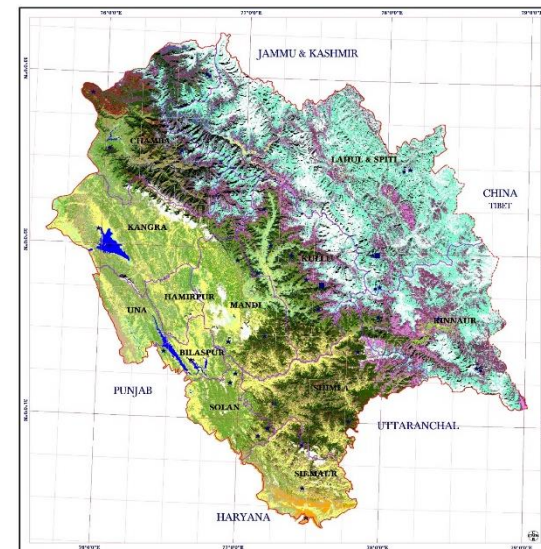 JAMMU & KASHMIR
CHAMBA
LAHUL & SPITI
CHINA
TIBET
KANGRA
KULLU
HAMIRPUR
MANDI
UNA
KINNAUR
BILASPUR
PUNJAB
SHIMLA
SOLAN
UTTARANCHAL
SIRMAUR
HARYANA